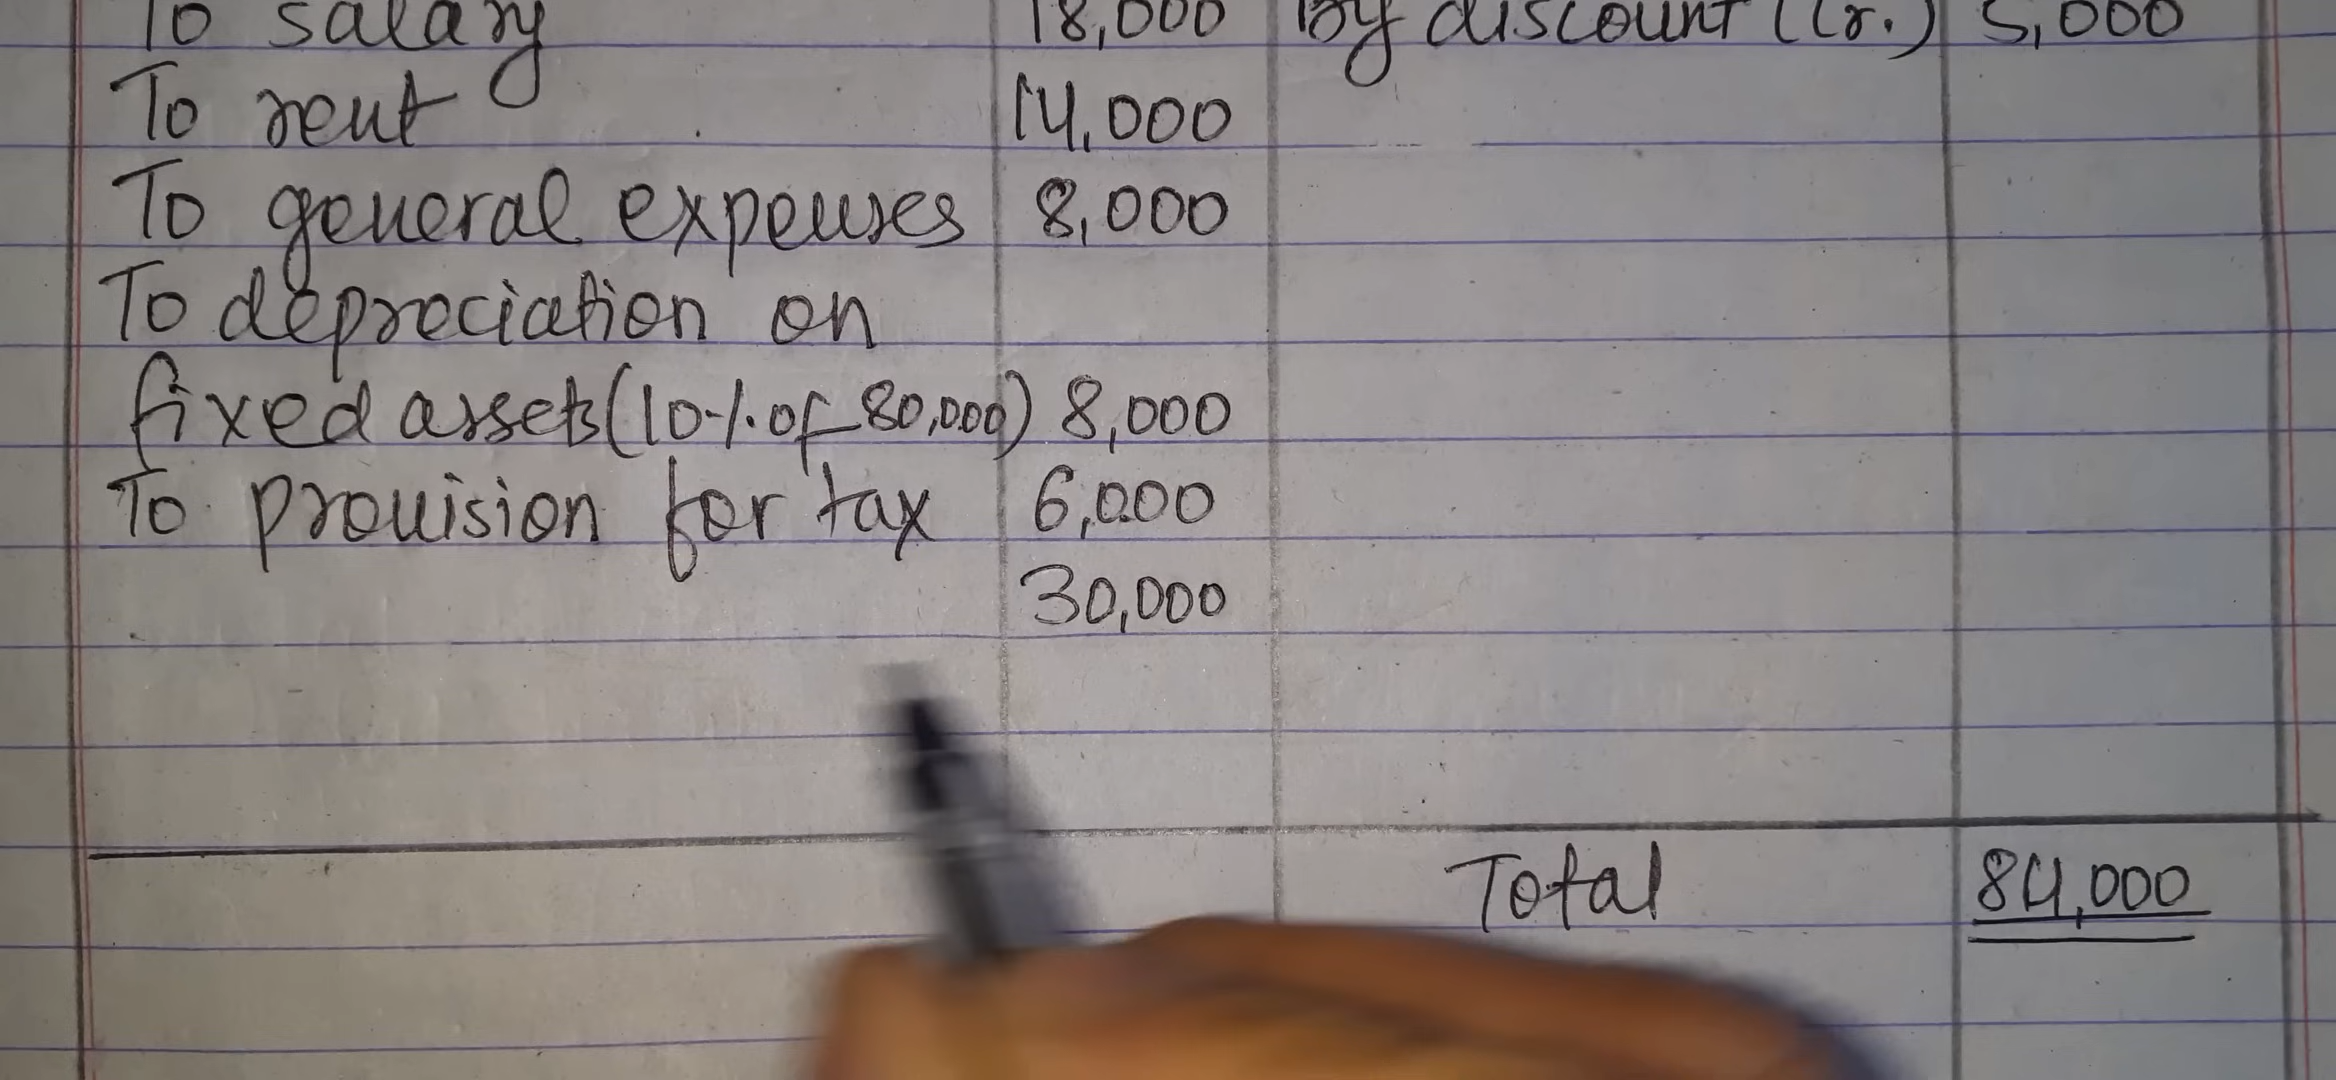 To salary 18,000 By discount (Cr.) 5,000
To rent 14,000
To general expenses 8,000
To depreciation on
fixed assets (10% of 80,000) 8,000
To provision for tax 6,000
30,000
Total 84,000